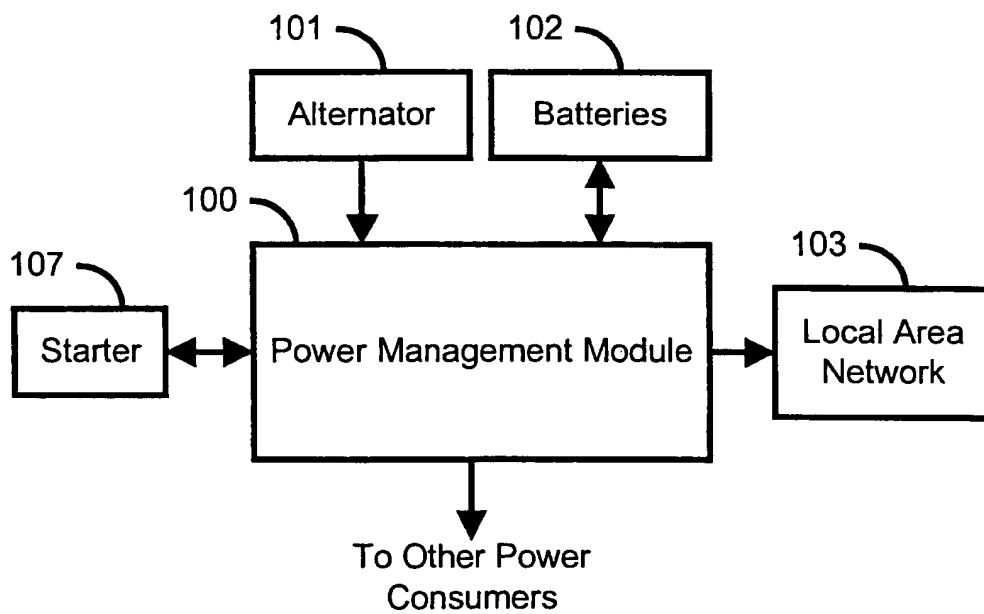 101
102
Alternator
Batteries
100
107
103
Starter
Power Management Module
Local Area
Network
To Other Power
Consumers